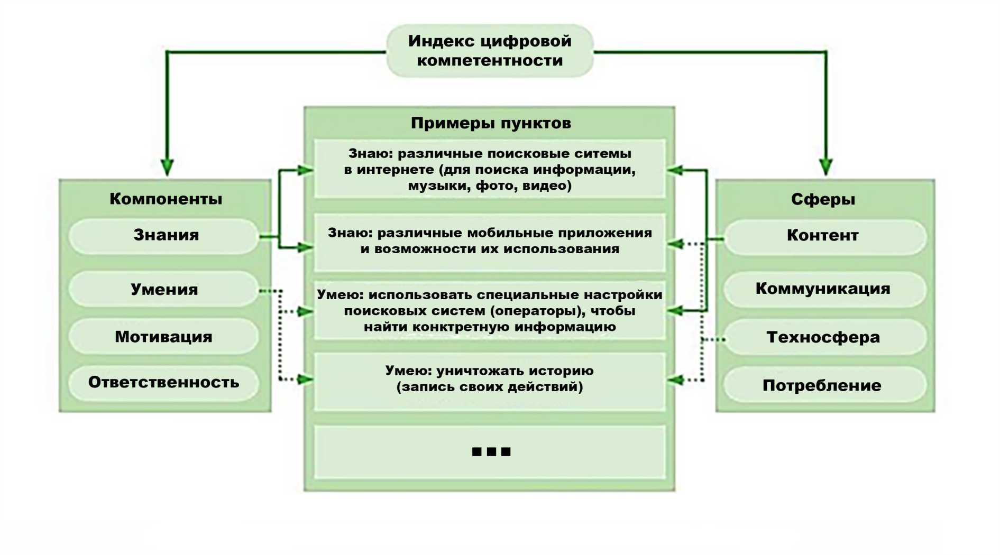 Индекс цифровой
компетентности
Компоненты
Знания
Умения
Мотивация
Ответственность
Примеры пунктов
Знаю: различные поисковые ситемы
в интернете (для поиска информации,
музыки, фото, видео)
Знаю: различные мобильные приложения
и возможности их использования
Умею: использовать специальные настройки
поисковых систем (операторы), чтобы
найти конктретную информацию
Умею: уничтожать историю
(запись своих действий)
...
Сферы
Контент
Коммуникация
Техносфера
Потребление